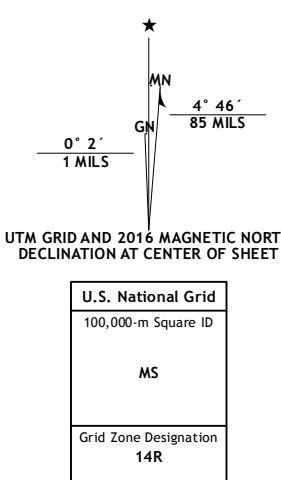 ★
MN
GN
4° 46´
85 MILS
0° 2´
1 MILS
UTM GRID AND 2016 MAGNETIC NORT
DECLINATION AT CENTER OF SHEET
U.S. National Grid
100,000-m Square ID
MS
Grid Zone Designation
14R